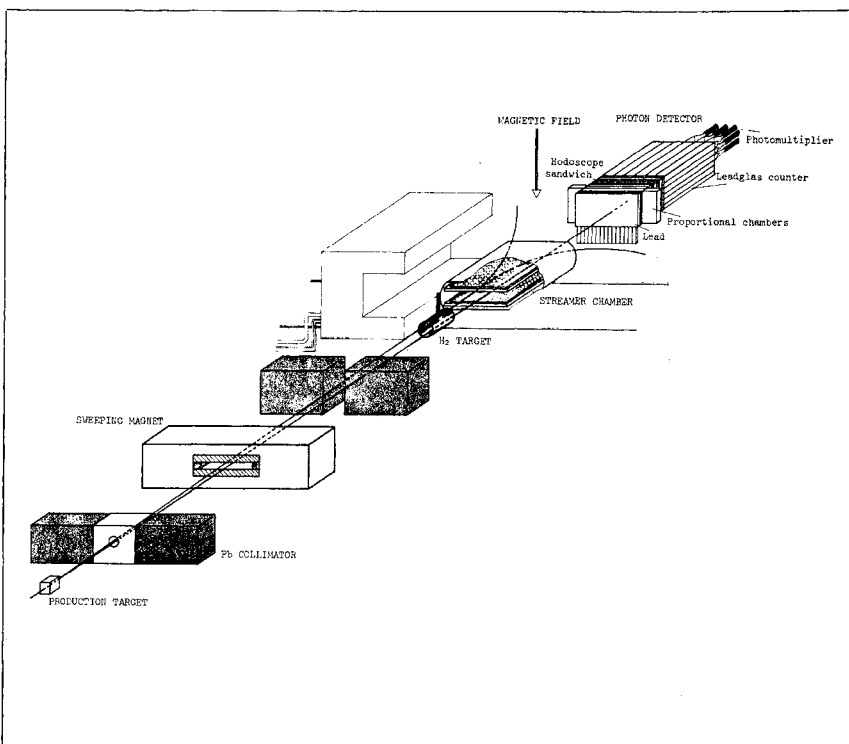 MAGNETIC FIELD
PHOTON DETECTOR
Photomultiplier
Hodoscope
sandwich
Leadglas counter
Proportional chambers
Lead
STREAMER CHAMBER
H₂ TARGET
SWEEPING MAGNET
Pb COLLIMATOR
PRODUCTION TARGET